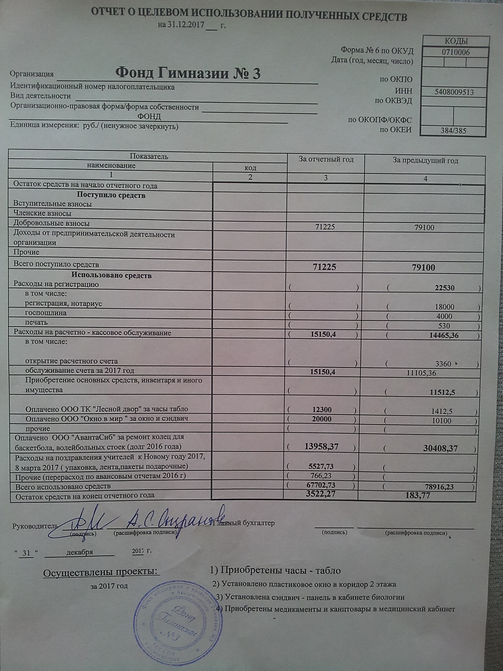 ОТЧЕТ О ЦЕЛЕВОМ ИСПОЛЬЗОВАНИИ ПОЛУЧЕННЫХ СРЕДСТВ
на 31.12.2017 г.
КОДЫ
Форма № 6 по ОКУД 0710006
Дата (год, месяц, число)
Организация Фонд Гимназии № 3 по ОКПО
Идентификационный номер налогоплательщика ИНН 5408009513
Вид деятельности по ОКВЭД
Организационно-правовая форма/форма собственности
ФОНД по ОКОПФ/ОКФС
Единица измерения: руб./ (ненужное зачеркнуть) по ОКЕИ 384/385
Показатель За отчетный год За предыдущий год
наименование код
1 2 3 4
Остаток средств на начало отчетного года
Поступило средств
Вступительные взносы
Членские взносы
Добровольные взносы 71225 79100
Доходы от предпринимательской деятельности
организации
Прочие
Всего поступило средств 71225 79100
Использовано средств
Расходы на регистрацию ( ) ( 22530 )
в том числе:
регистрация, нотариус ( ) ( 18000 )
госпошлина ( ) ( 4000 )
печать ( ) ( 530 )
Расходы на расчетно - кассовое обслуживание ( 15150,4 ) ( 14465,36 )
в том числе:
открытие расчетного счета ( ) ( 3360 )
обслуживание счета за 2017 год 15150,4 11105,36
Приобретение основных средств, инвентаря и иного
имущества ( ) ( 11512,5 )
Оплачено ООО ТК "Лесной двор" за часы табло ( 12300 ) ( 1412,5 )
Оплачено ООО "Окно в мир " за окно и сэндвич ( 20000 ) ( 10100 )
прочие ( ) ( )
Оплачено ООО "АвантаСиб" за ремонт колец для
баскетбола, волейбольных стоек (долг 2016 года) ( 13958,37 ) ( 30408,37 )
Расходы на поздравления учителей к Новому году 2017,
8 марта 2017 ( упаковка, лента,пакеты подарочные) ( 5527,73 ) ( )
Прочие (перерасход по авансовым отчетам 2016 г) ( 766,23 ) ( )
Всего использовано средств ( 67702,73 ) ( 78916,23 )
Остаток средств на конец отчетного года 3522,27 183,77
Руководитель Главный бухгалтер
(подпись) (расшифровка подписи) (подпись) (расшифровка подписи)
" 31 " декабря 2017 г.
Осуществлены проекты: 1) Приобретены часы - табло
за 2017 год 2) Установлено пластиковое окно в коридор 2 этажа
3) Установлена сэндвич - панель в кабинете биологии
4) Приобретены медикаменты и канцтовары в медицинский кабинет
Фонд
Гимназии
№3